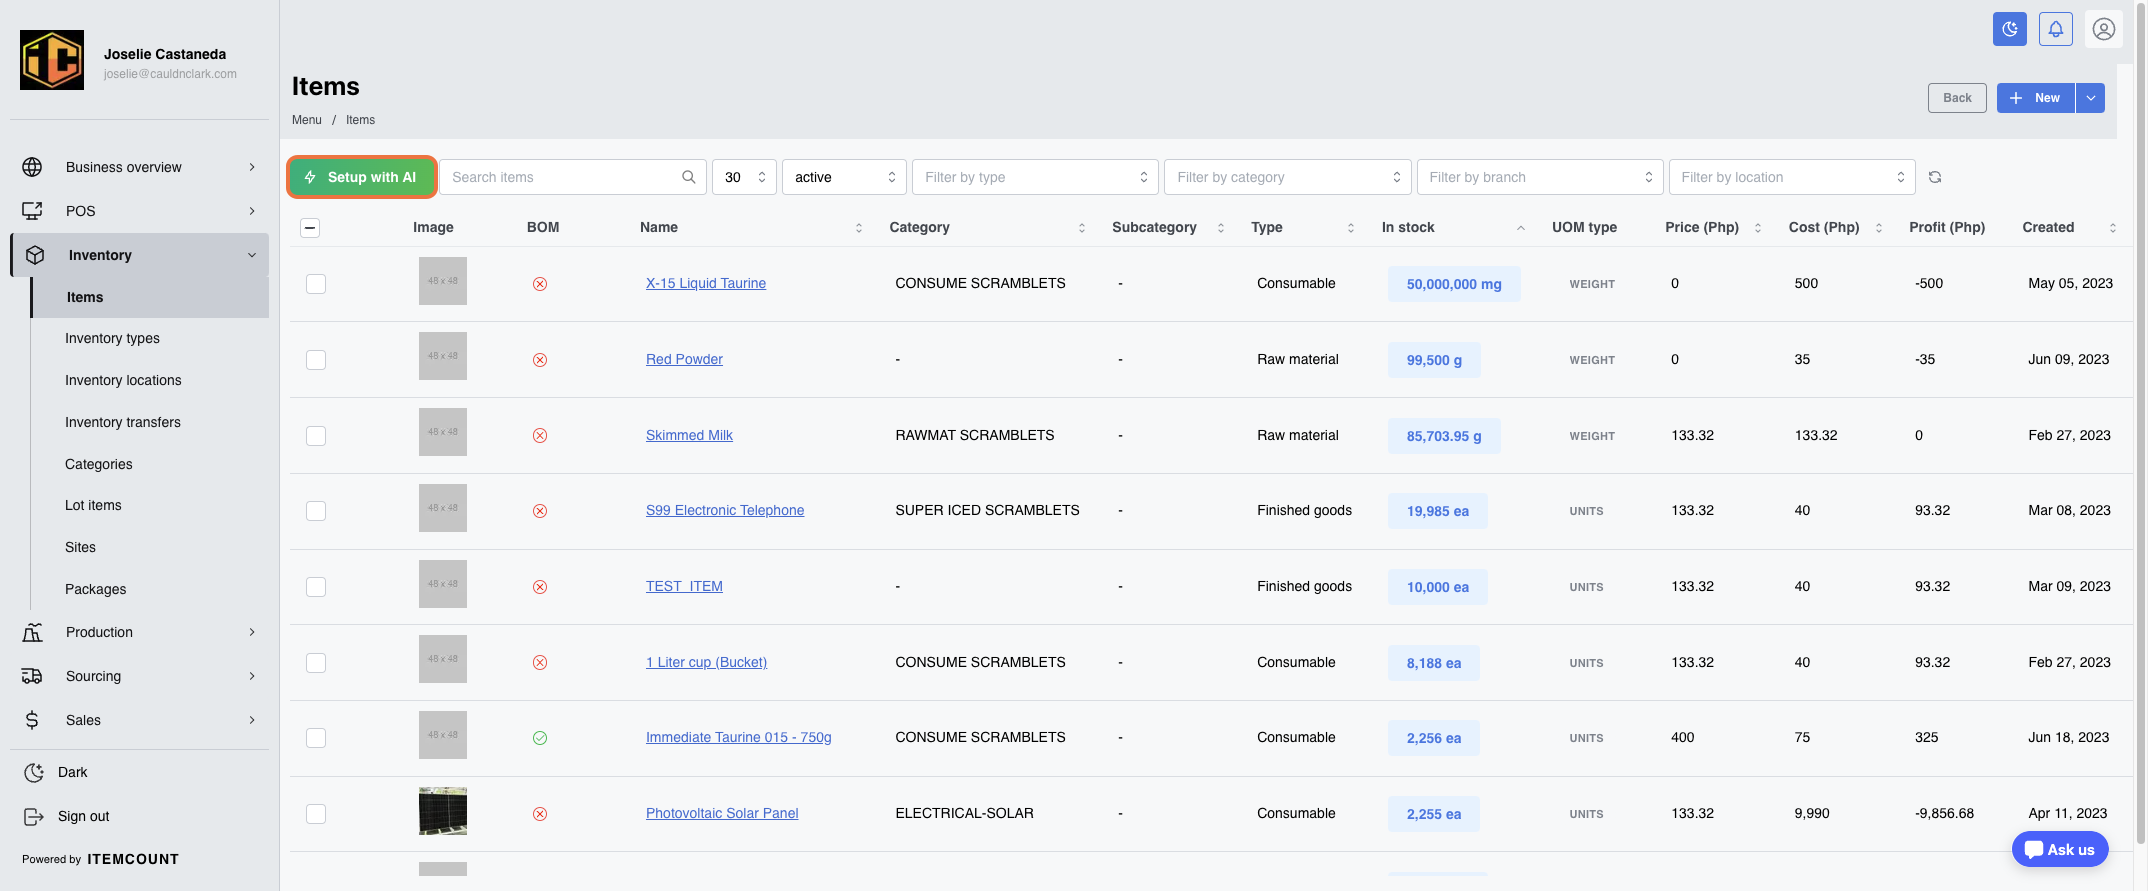 Joselie Castaneda
joselie@cauldnclark.com
Business overview
POS
Inventory
Items
Inventory types
Inventory locations
Inventory transfers
Categories
Lot items
Sites
Packages
Production
Sourcing
Sales
Dark
Sign out
Powered by ITEMCOUNT
Items
Menu / Items
Back
+ New
Setup with AI
Search items
30
active
Filter by type
Filter by category
Filter by branch
Filter by location
Image BOM Name Category Subcategory Type In stock UOM type Price (Php) Cost (Php) Profit (Php) Created
48 x 48 X-15 Liquid Taurine CONSUME SCRAMBLETS - Consumable 50,000,000 mg WEIGHT 0 500 -500 May 05, 2023
48 x 48 Red Powder - - Raw material 99,500 g WEIGHT 0 35 -35 Jun 09, 2023
48 x 48 Skimmed Milk RAWMAT SCRAMBLETS - Raw material 85,703.95 g WEIGHT 133.32 133.32 0 Feb 27, 2023
48 x 48 S99 Electronic Telephone SUPER ICED SCRAMBLETS - Finished goods 19,985 ea UNITS 133.32 40 93.32 Mar 08, 2023
48 x 48 TEST_ITEM - - Finished goods 10,000 ea UNITS 133.32 40 93.32 Mar 09, 2023
48 x 48 1 Liter cup (Bucket) CONSUME SCRAMBLETS - Consumable 8,188 ea UNITS 133.32 40 93.32 Feb 27, 2023
48 x 48 Immediate Taurine 015 - 750g CONSUME SCRAMBLETS - Consumable 2,256 ea UNITS 400 75 325 Jun 18, 2023
Photovoltaic Solar Panel ELECTRICAL-SOLAR - Consumable 2,255 ea UNITS 133.32 9,990 -9,856.68 Apr 11, 2023
Ask us